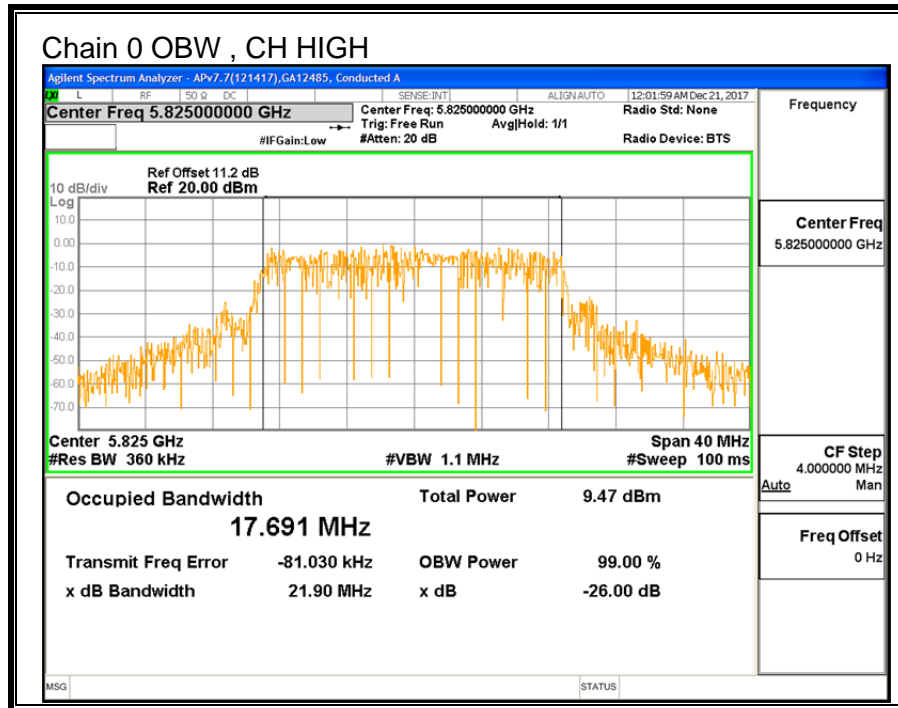 Chain 0 OBW , CH HIGH
Agilent Spectrum Analyzer - APv7.7(121417),GA12485, Conducted A
LXI L RF 50 Ω DC SENSE:INT ALIGN AUTO 12:01:59 AM Dec 21, 2017
Center Freq 5.825000000 GHz Center Freq: 5.825000000 GHz Radio Std: None
Trig: Free Run Avg|Hold: 1/1
#IFGain:Low #Atten: 20 dB Radio Device: BTS
Frequency
Ref Offset 11.2 dB
10 dB/div Ref 20.00 dBm
Log
10.0
0.00
-10.0
-20.0
-30.0
-40.0
-50.0
-60.0
-70.0
Center Freq
5.825000000 GHz
Center 5.825 GHz Span 40 MHz
#Res BW 360 kHz #VBW 1.1 MHz #Sweep 100 ms
CF Step
4.000000 MHz
Auto Man
Occupied Bandwidth Total Power 9.47 dBm
17.691 MHz
Transmit Freq Error -81.030 kHz OBW Power 99.00 %
x dB Bandwidth 21.90 MHz x dB -26.00 dB
Freq Offset
0 Hz
MSG STATUS